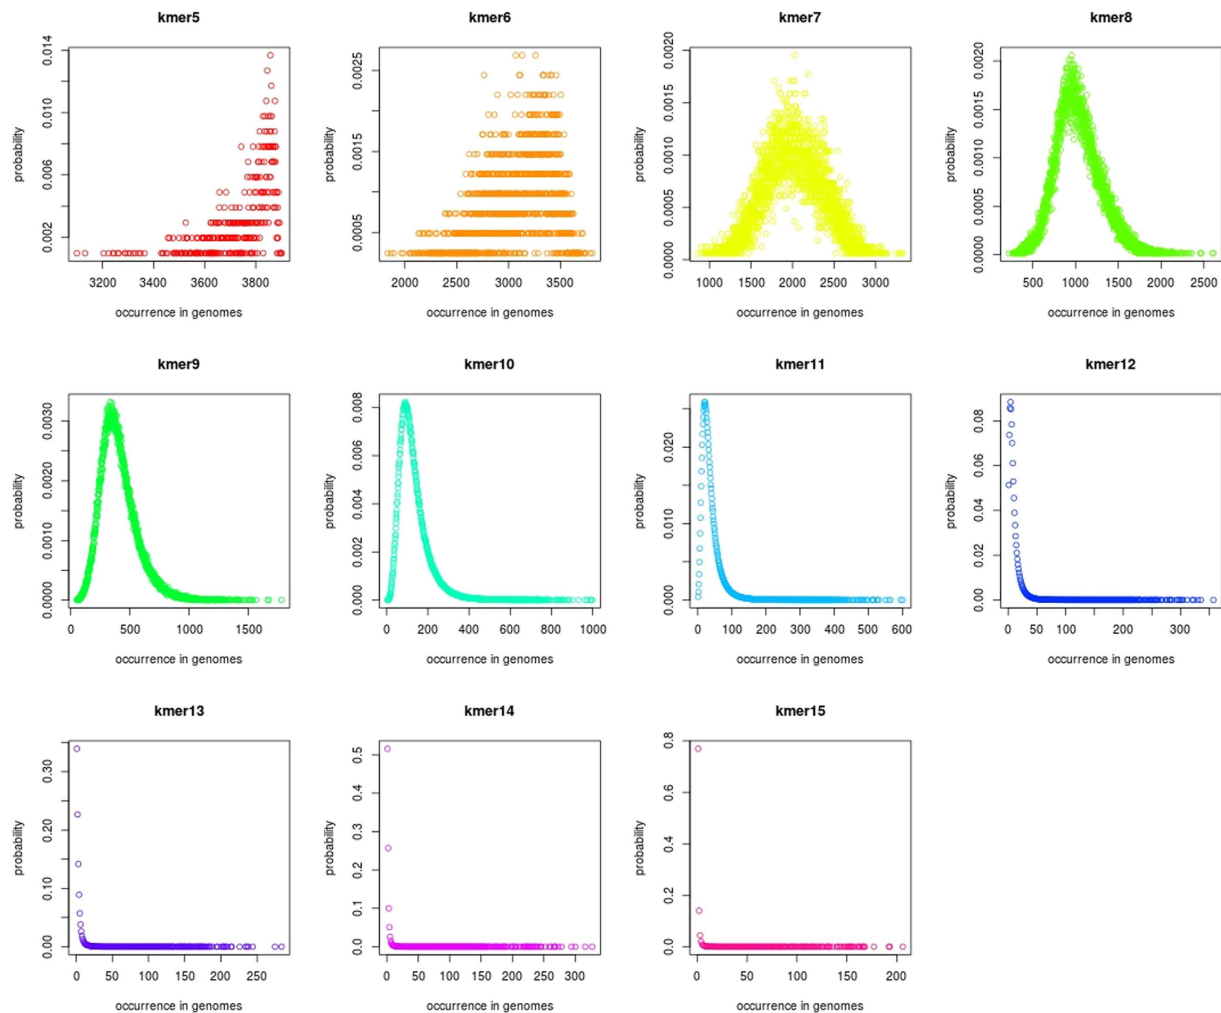 kmer5 kmer6 kmer7 kmer8
probability 0.002 0.006 0.010 0.014
probability 0.0005 0.0015 0.0025
probability 0.0000 0.0005 0.0010 0.0015 0.0020
probability 0.0000 0.0005 0.0010 0.0015 0.0020
3200 3400 3600 3800 2000 2500 3000 3500 1000 1500 2000 2500 3000 500 1000 1500 2000 2500
occurrence in genomes occurrence in genomes occurrence in genomes occurrence in genomes
kmer9 kmer10 kmer11 kmer12
probability 0.0000 0.0010 0.0020 0.0030
probability 0.000 0.002 0.004 0.006 0.008
probability 0.000 0.010 0.020
probability 0.00 0.02 0.04 0.06 0.08
0 500 1000 1500 0 200 400 600 800 1000 0 100 200 300 400 500 600 0 50 100 200 300
occurrence in genomes occurrence in genomes occurrence in genomes occurrence in genomes
kmer13 kmer14 kmer15
probability 0.00 0.10 0.20 0.30
probability 0.0 0.1 0.2 0.3 0.4 0.5
probability 0.0 0.2 0.4 0.6 0.8
0 50 100 150 200 250 0 50 100 150 200 250 300 0 50 100 150 200
occurrence in genomes occurrence in genomes occurrence in genomes